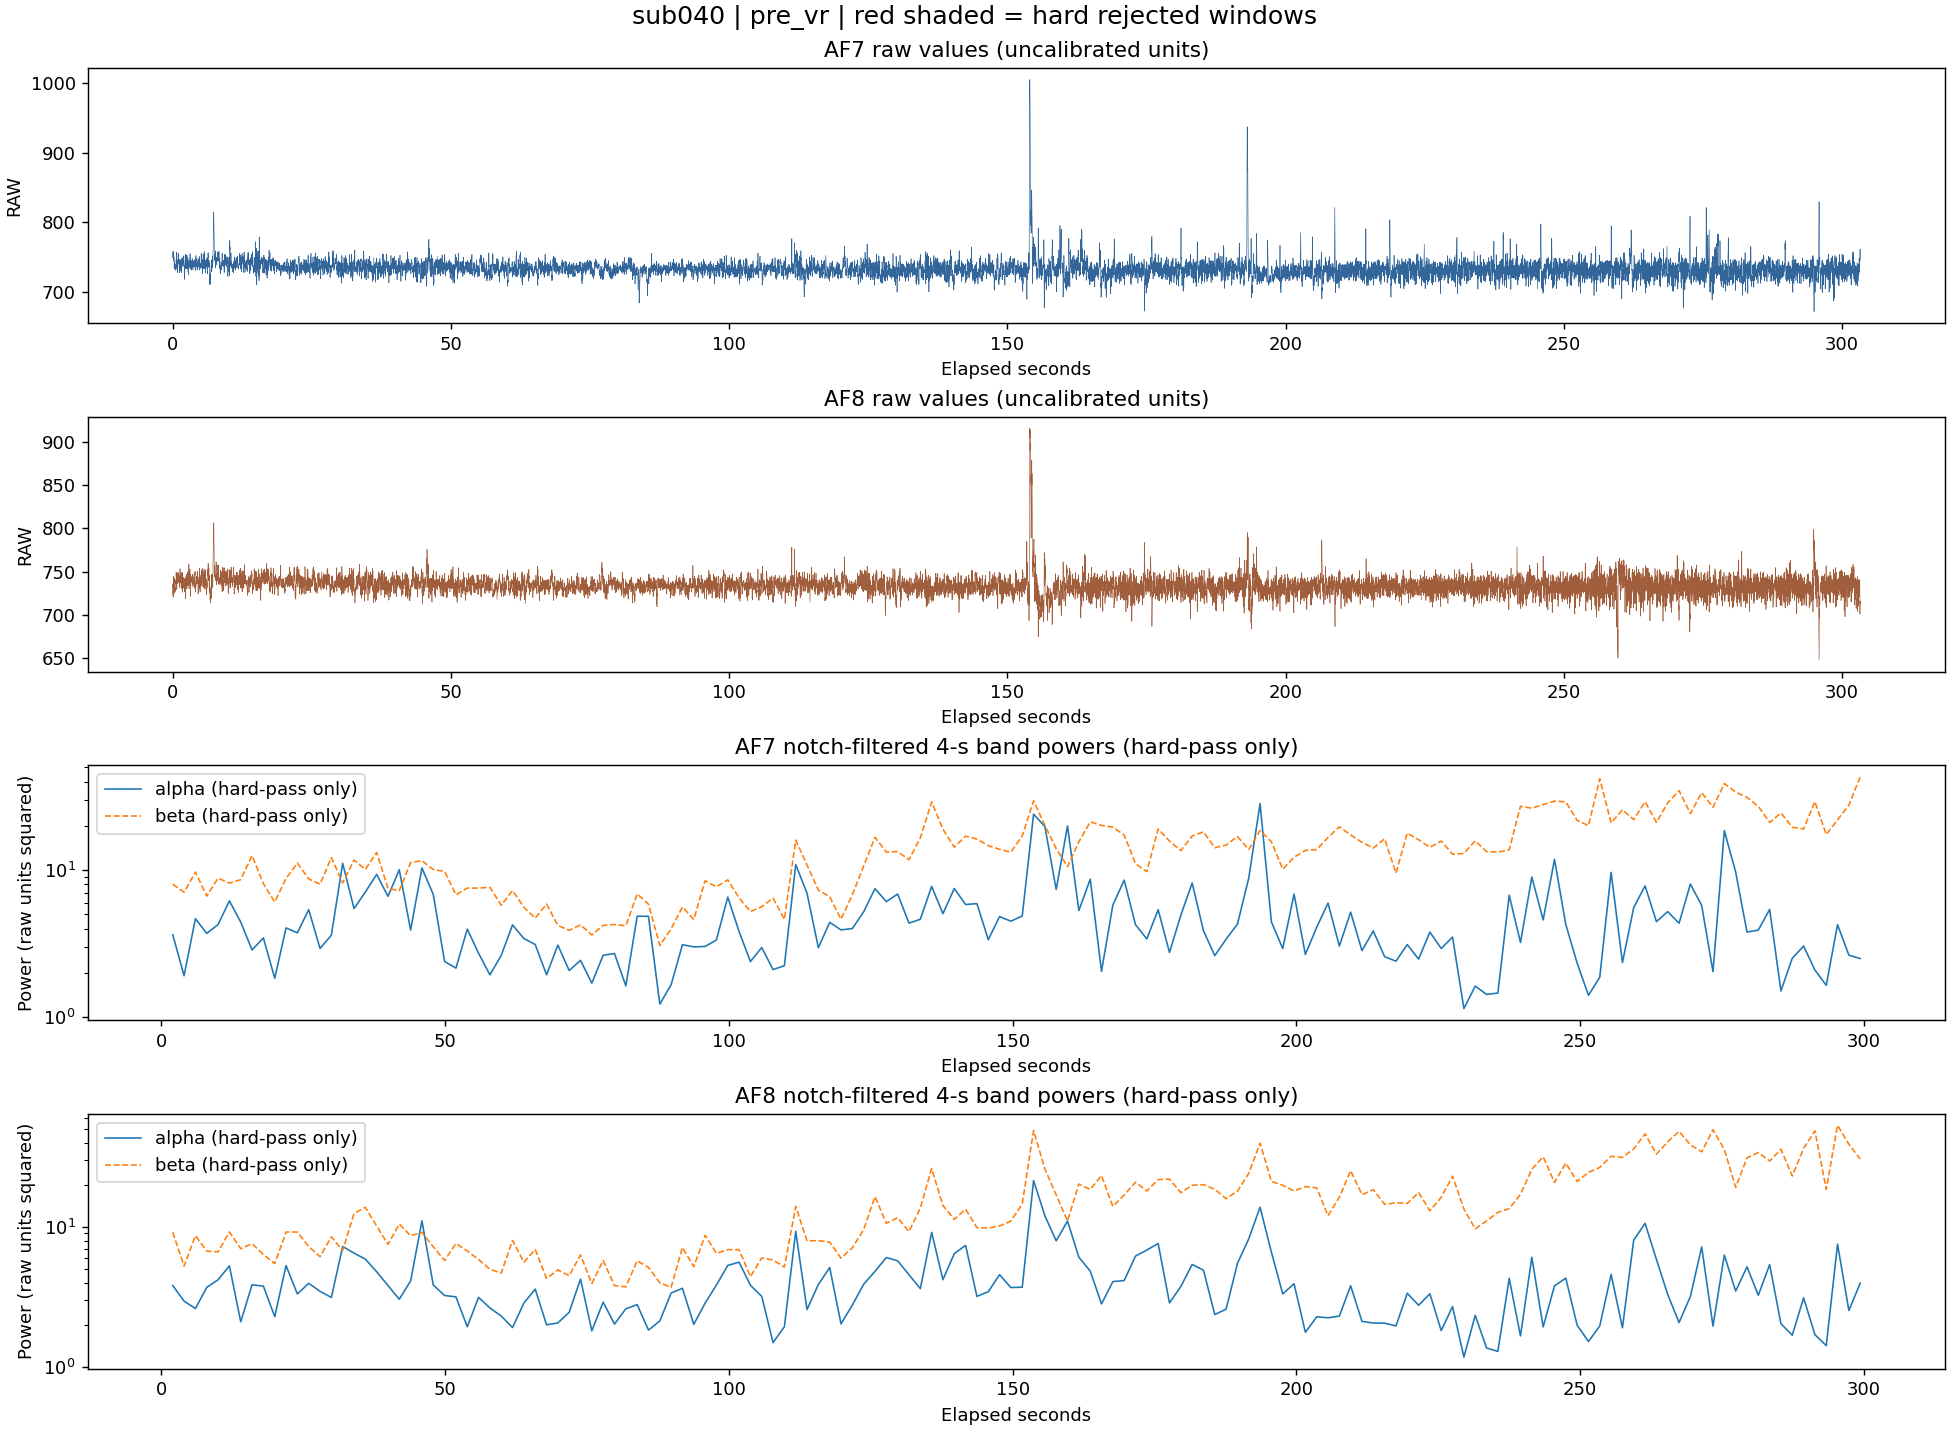 sub040 | pre_vr | red shaded = hard rejected windows
AF7 raw values (uncalibrated units)
1000
900
800
700
RAW
0 50 100 150 200 250 300
Elapsed seconds
AF8 raw values (uncalibrated units)
900
850
800
750
700
650
RAW
0 50 100 150 200 250 300
Elapsed seconds
AF7 notch-filtered 4-s band powers (hard-pass only)
alpha (hard-pass only)
beta (hard-pass only)
10¹
10⁰
Power (raw units squared)
0 50 100 150 200 250 300
Elapsed seconds
AF8 notch-filtered 4-s band powers (hard-pass only)
alpha (hard-pass only)
beta (hard-pass only)
10¹
10⁰
Power (raw units squared)
0 50 100 150 200 250 300
Elapsed seconds